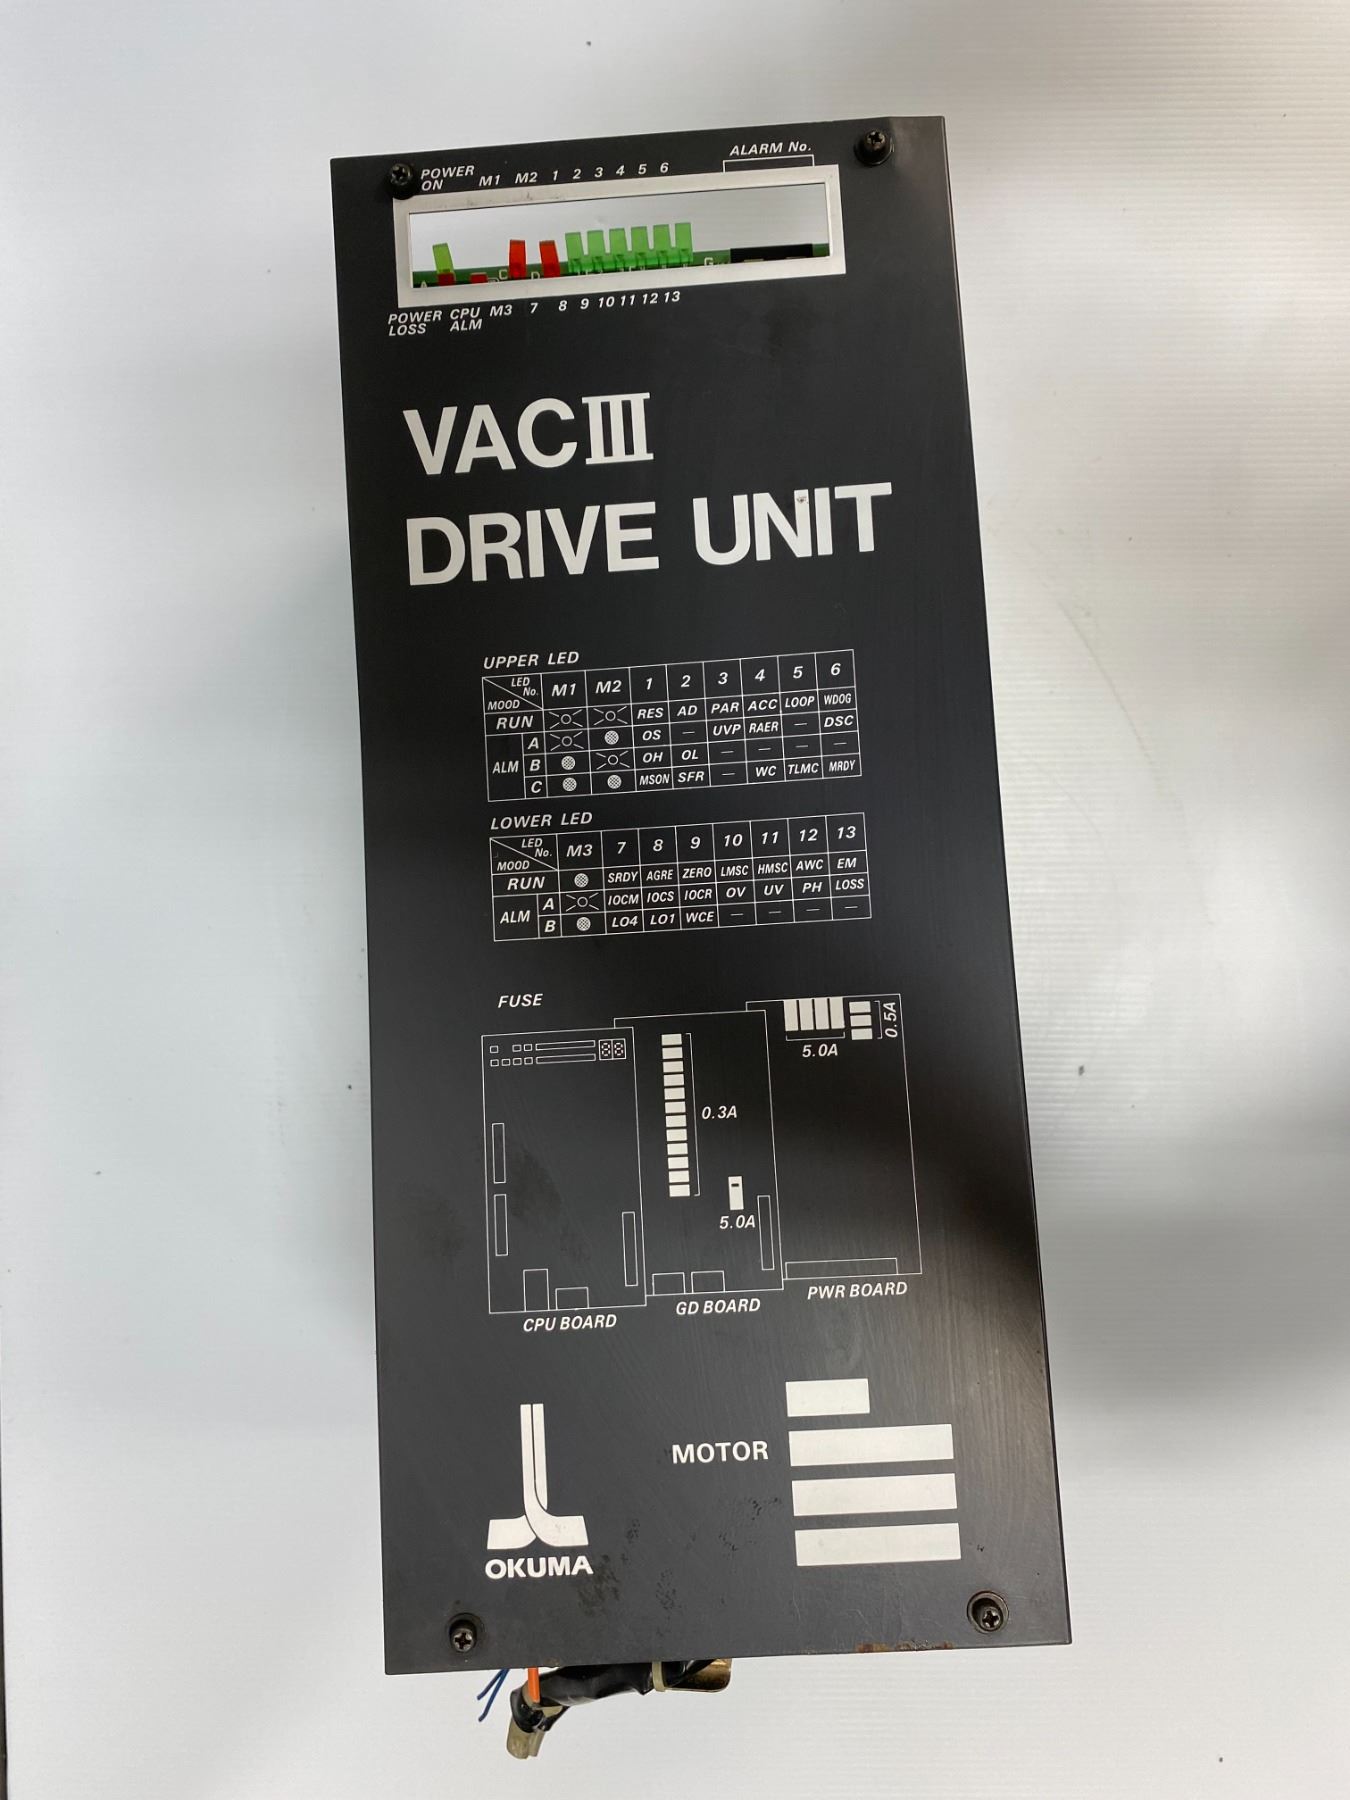 POWER ON M1 M2 1 2 3 4 5 6 ALARM No.
C D G
POWER LOSS CPU ALM M3 7 8 9 10 11 12 13
VACIII
DRIVE UNIT
UPPER LED
LED No. MOOD M1 M2 1 2 3 4 5 6
RUN RES AD PAR ACC LOOP WDOG
ALM A OS — UVP RAER — DSC
B OH OL — — — —
C MSON SFR — WC TLMC MRDY
LOWER LED
LED No. MOOD M3 7 8 9 10 11 12 13
RUN SRDY AGRE ZERO LMSC HMSC AWC EM
ALM A IOCM IOCS IOCR OV UV PH LOSS
B LO4 LO1 WCE — — — —
FUSE
88
5.0A 0.5A
0.3A
5.0A
CPU BOARD GD BOARD PWR BOARD
MOTOR
OKUMA